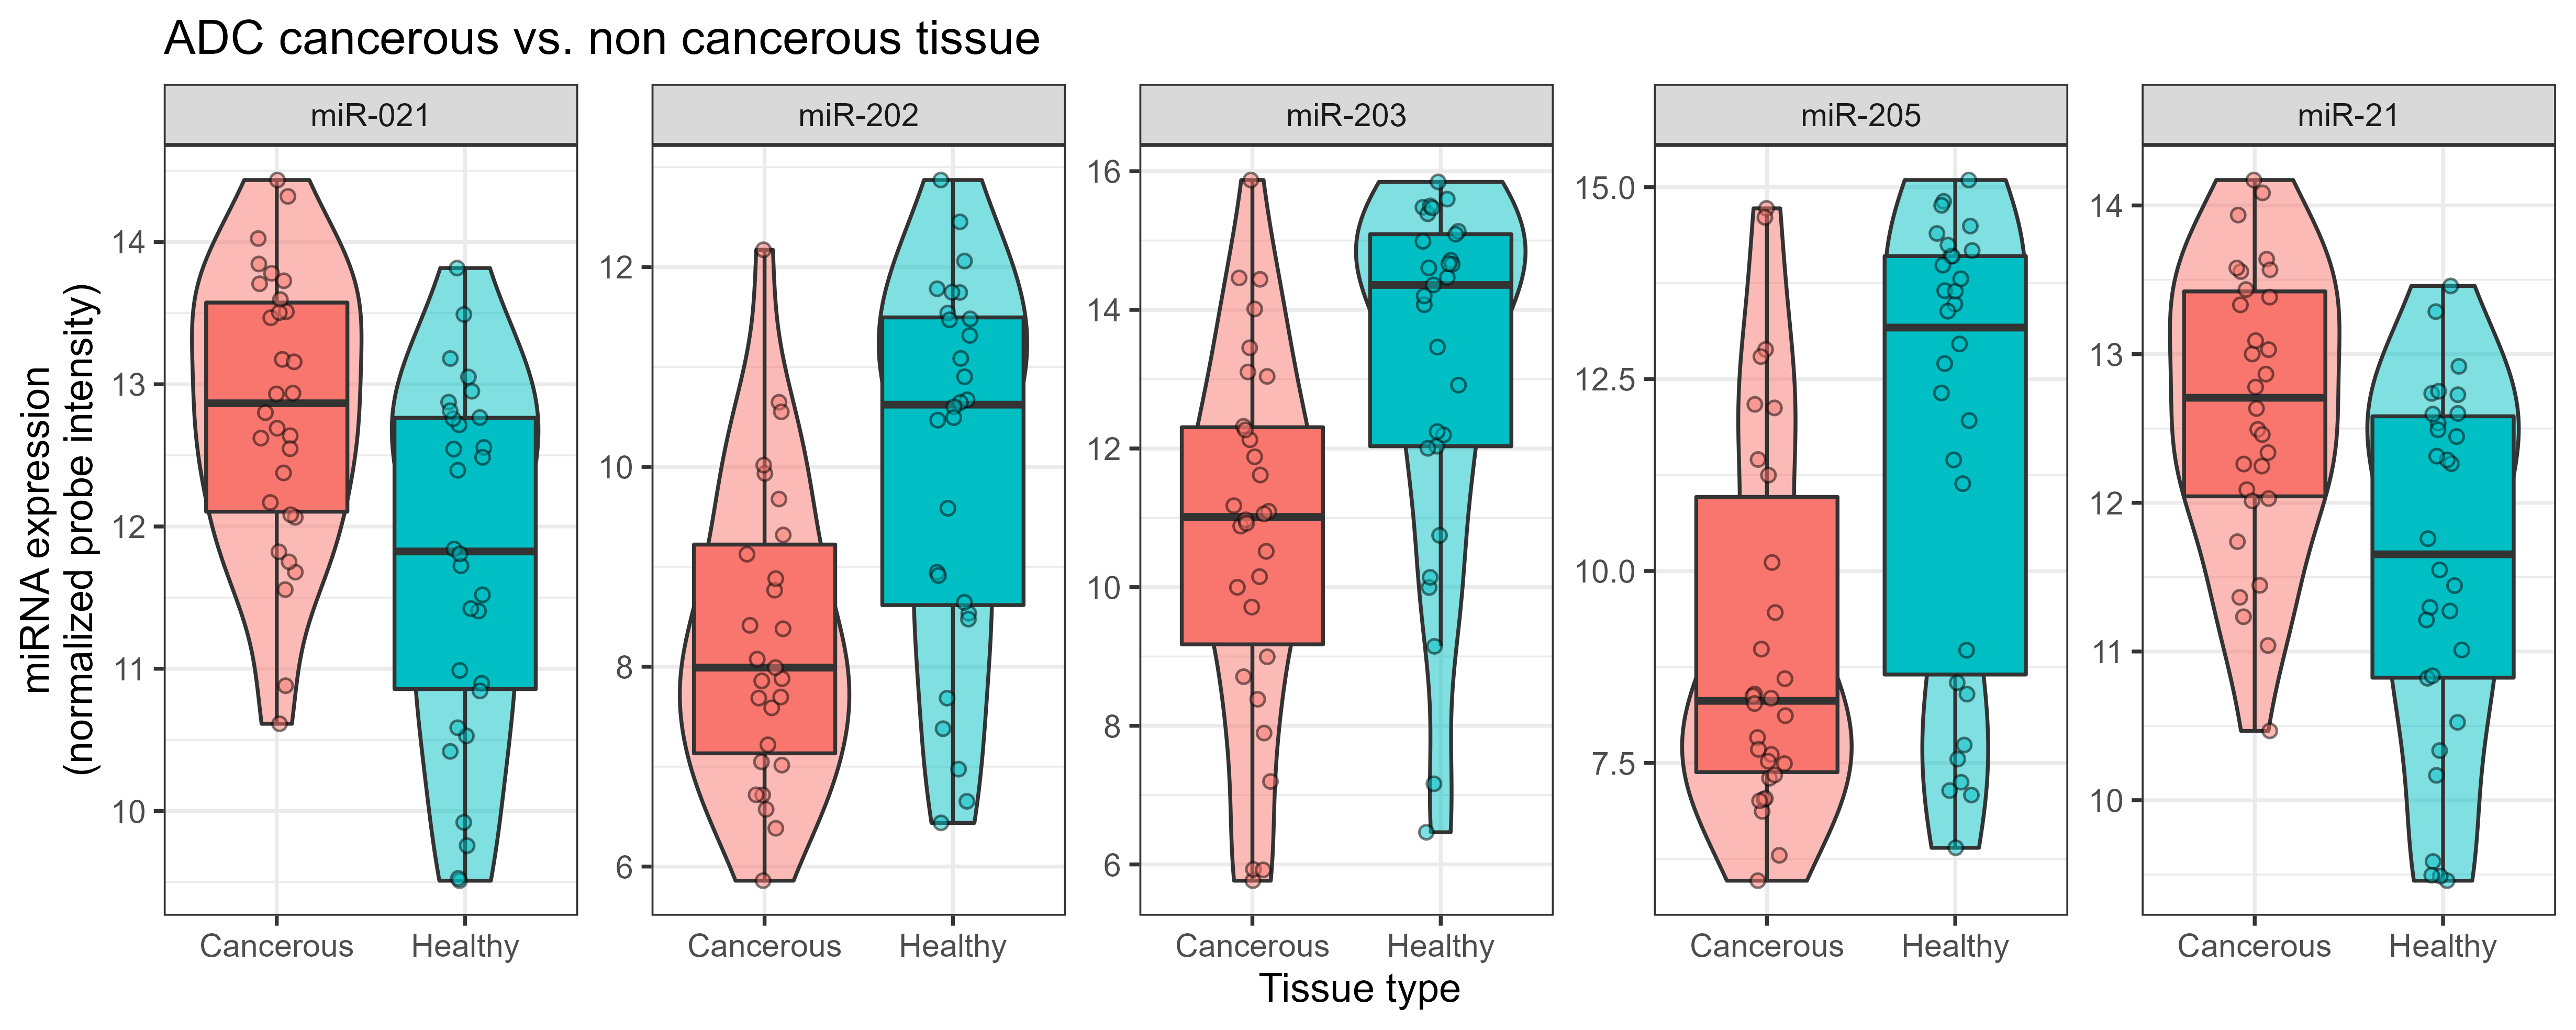 ADC cancerous vs. non cancerous tissue
miR-021
miR-202
miR-203
miR-205
miR-21
miRNA expression
(normalized probe intensity)
14
13
12
11
10
12
10
8
6
16
14
12
10
8
6
15.0
12.5
10.0
7.5
14
13
12
11
10
Cancerous Healthy
Cancerous Healthy
Cancerous Healthy
Cancerous Healthy
Cancerous Healthy
Tissue type